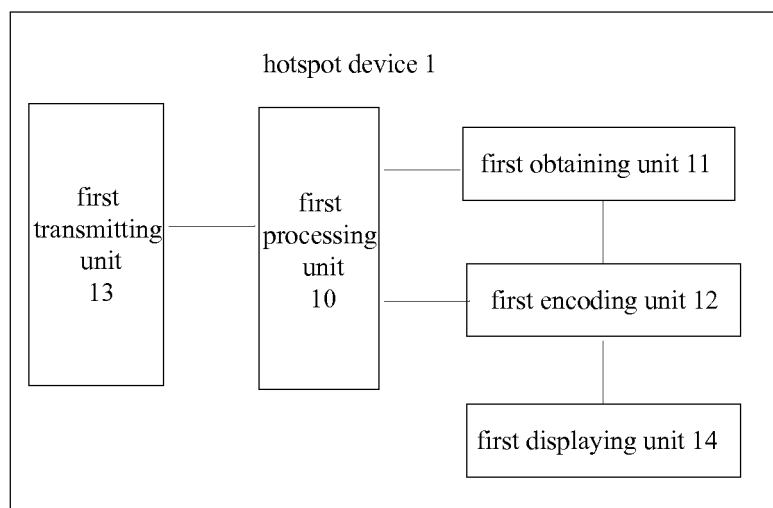 hotspot device 1
first
transmitting
unit
13
first
processing
unit
10
first obtaining unit 11
first encoding unit 12
first displaying unit 14